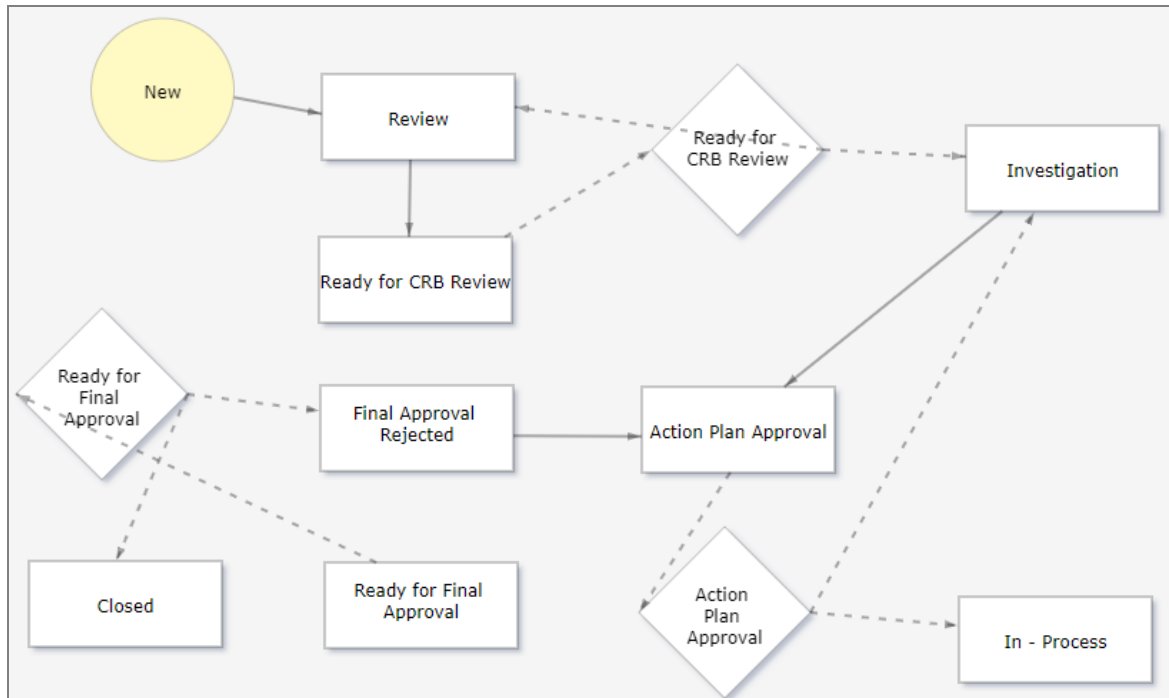 New
Review
Ready for
CRB Review
Investigation
Ready for CRB Review
Ready for
Final
Approval
Final Approval
Rejected
Action Plan Approval
Closed
Ready for Final
Approval
Action
Plan
Approval
In - Process